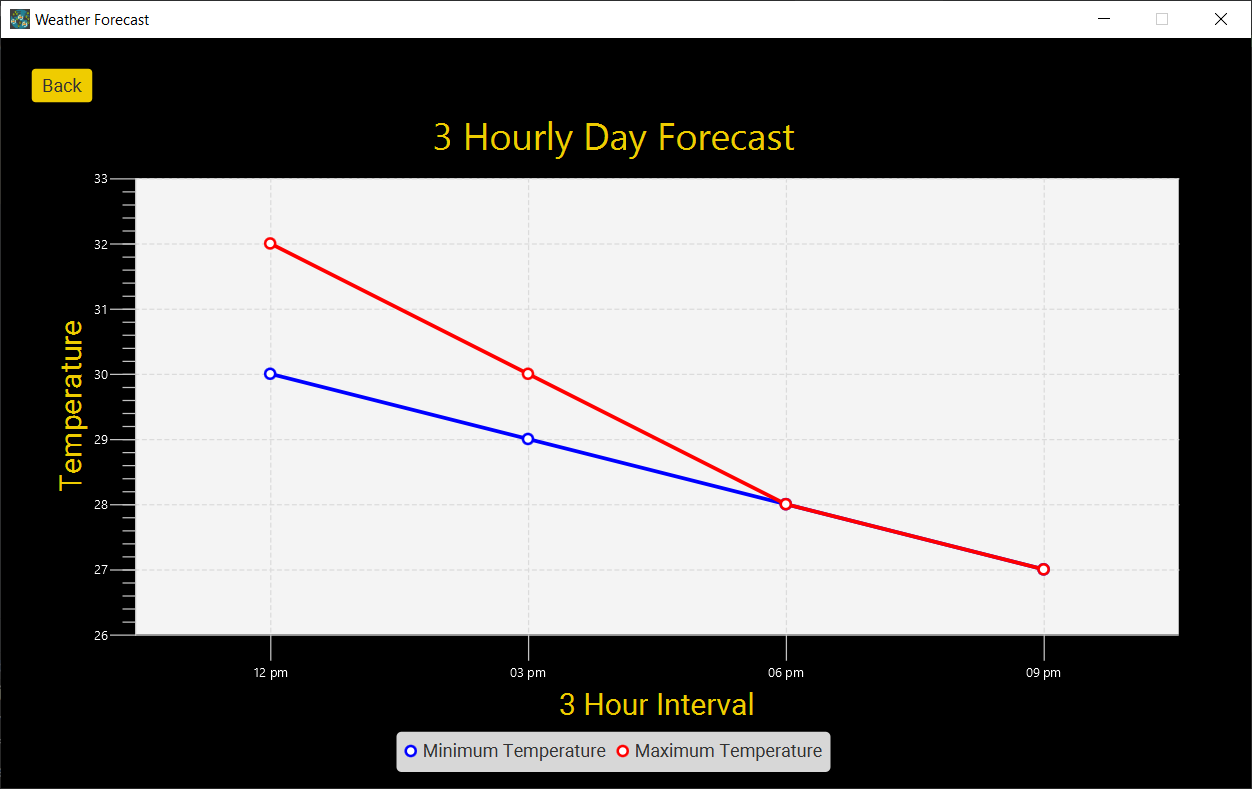 Weather Forecast
Back
3 Hourly Day Forecast
33
32
31
30
29
28
27
26
Temperature
12 pm 03 pm 06 pm 09 pm
3 Hour Interval
Minimum Temperature Maximum Temperature